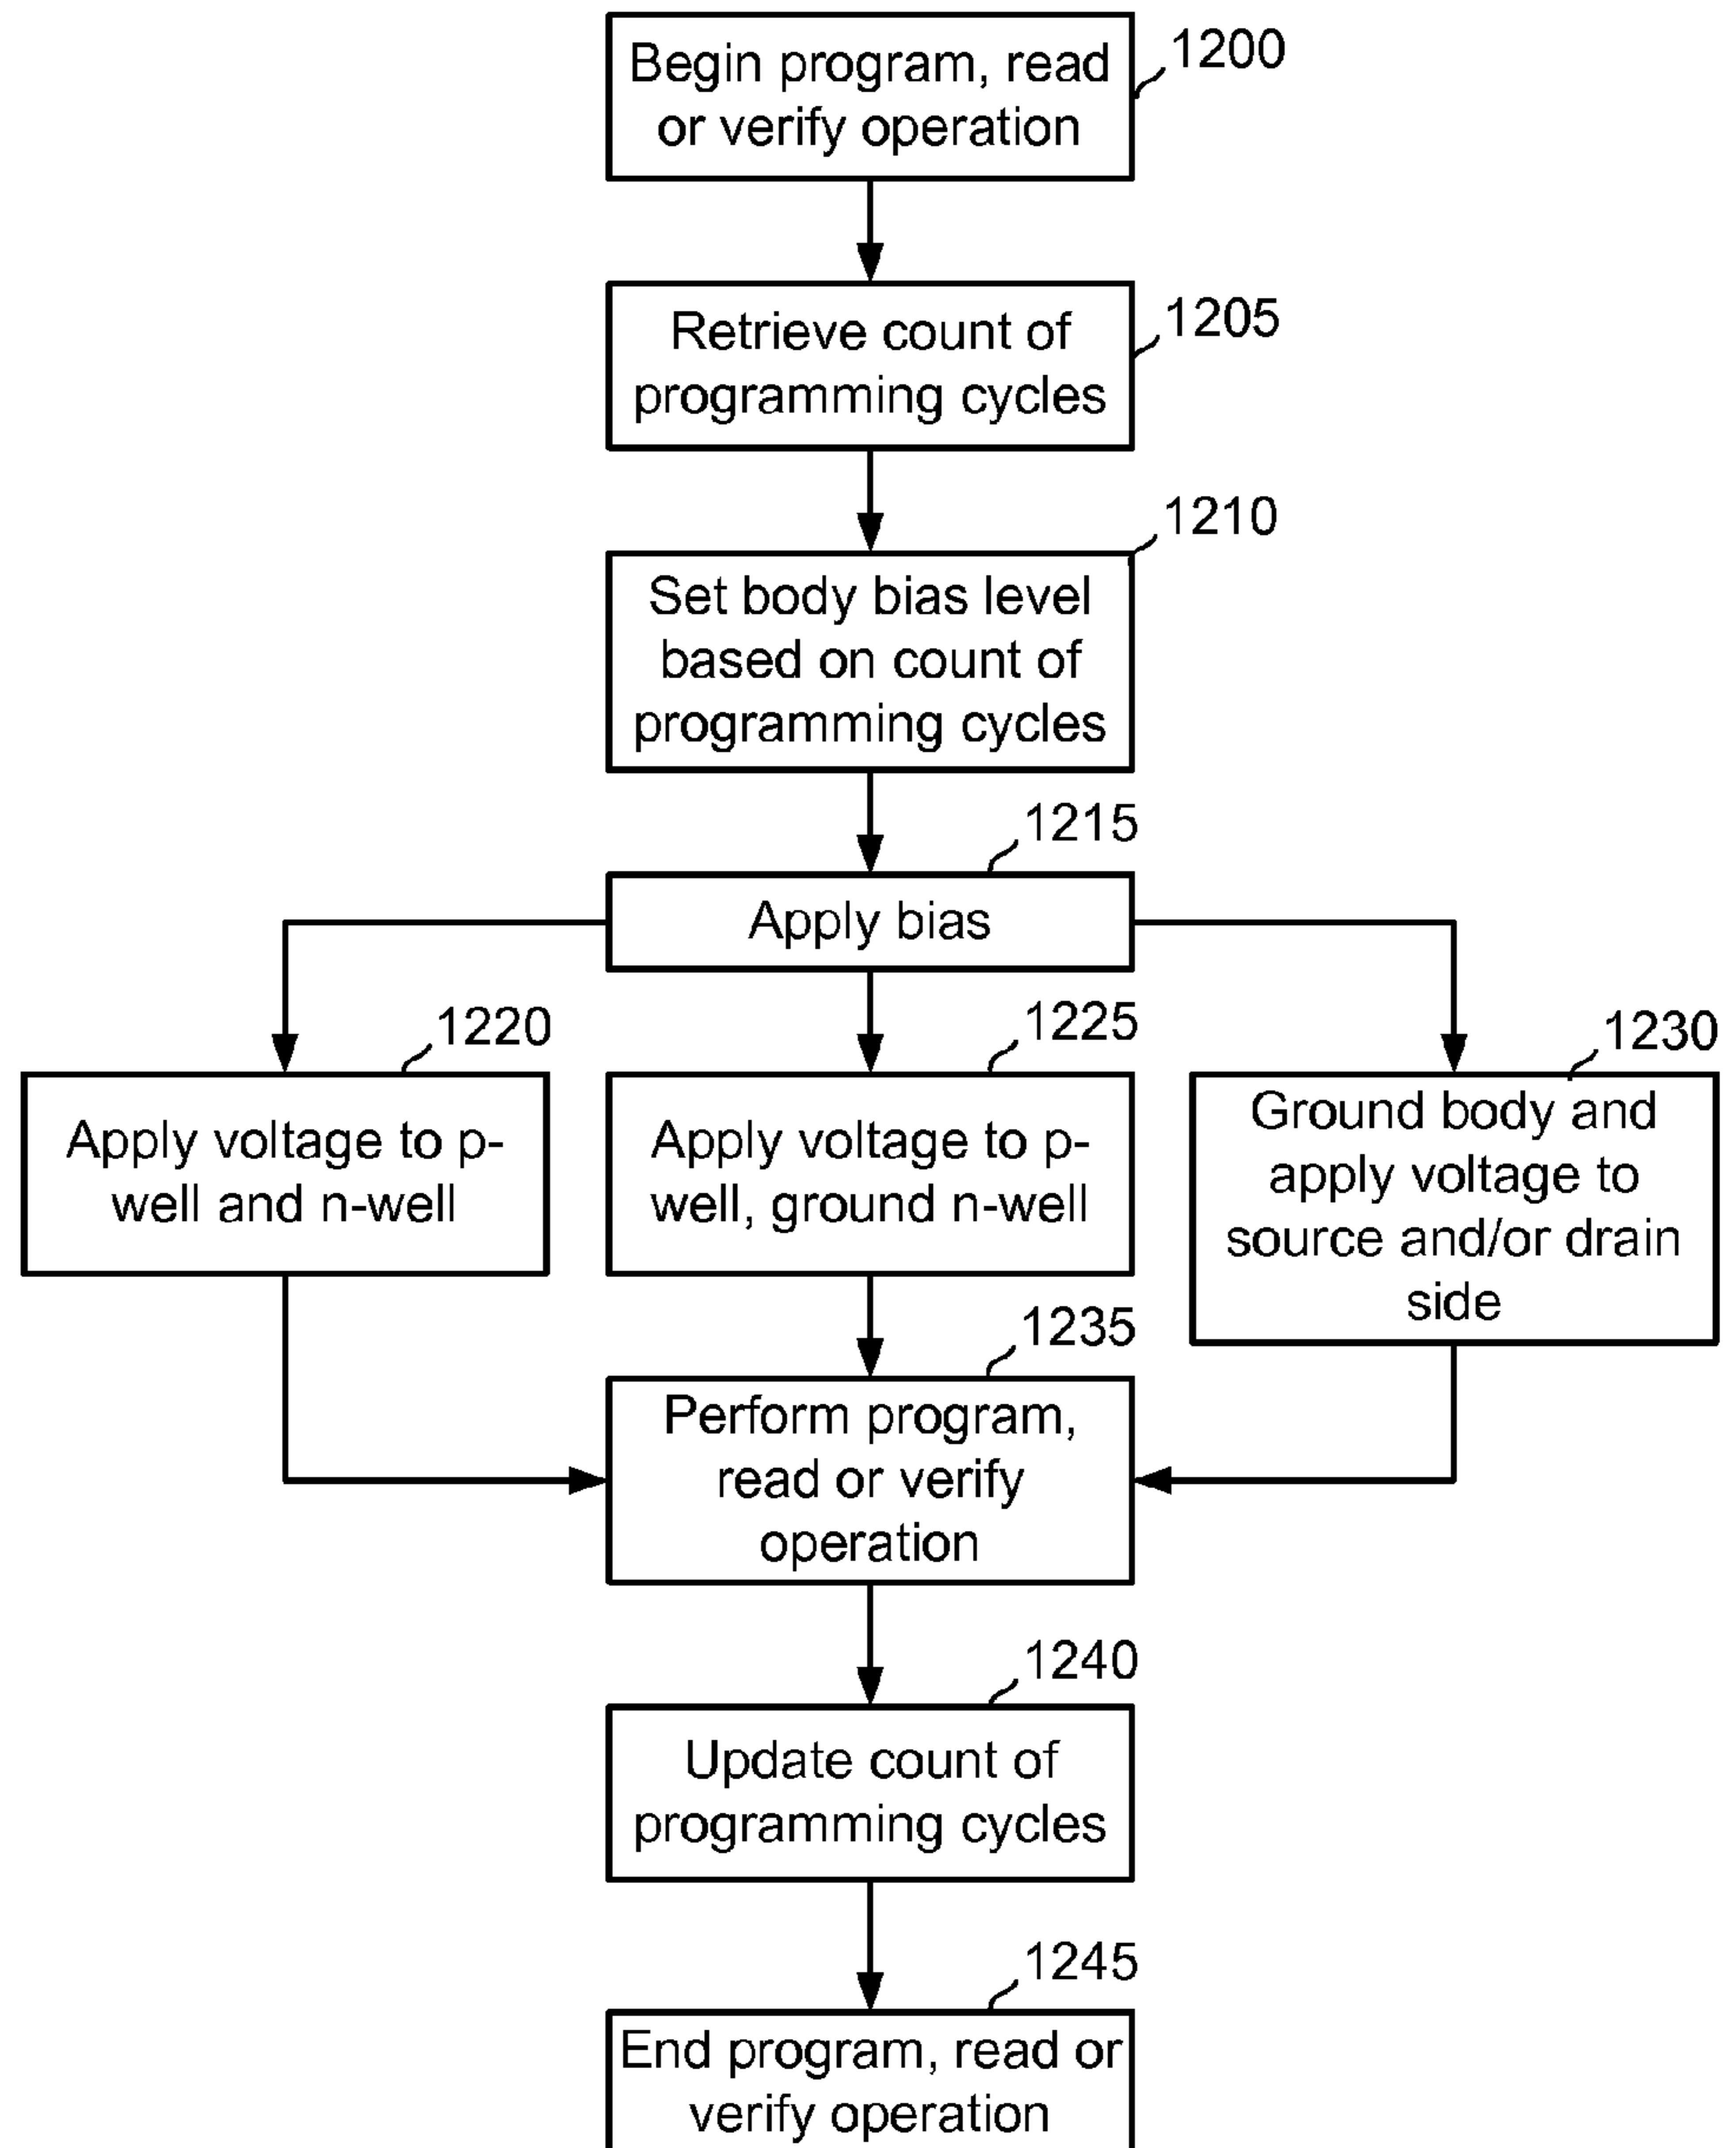 Begin program, read
or verify operation
1200
Retrieve count of
programming cycles
1205
1210
Set body bias level
based on count of
programming cycles
1215
Apply bias
1220
Apply voltage to p-
well and n-well
1225
Apply voltage to p-
well, ground n-well
1230
Ground body and
apply voltage to
source and/or drain
side
1235
Perform program,
read or verify
operation
1240
Update count of
programming cycles
1245
End program, read or
verify operation